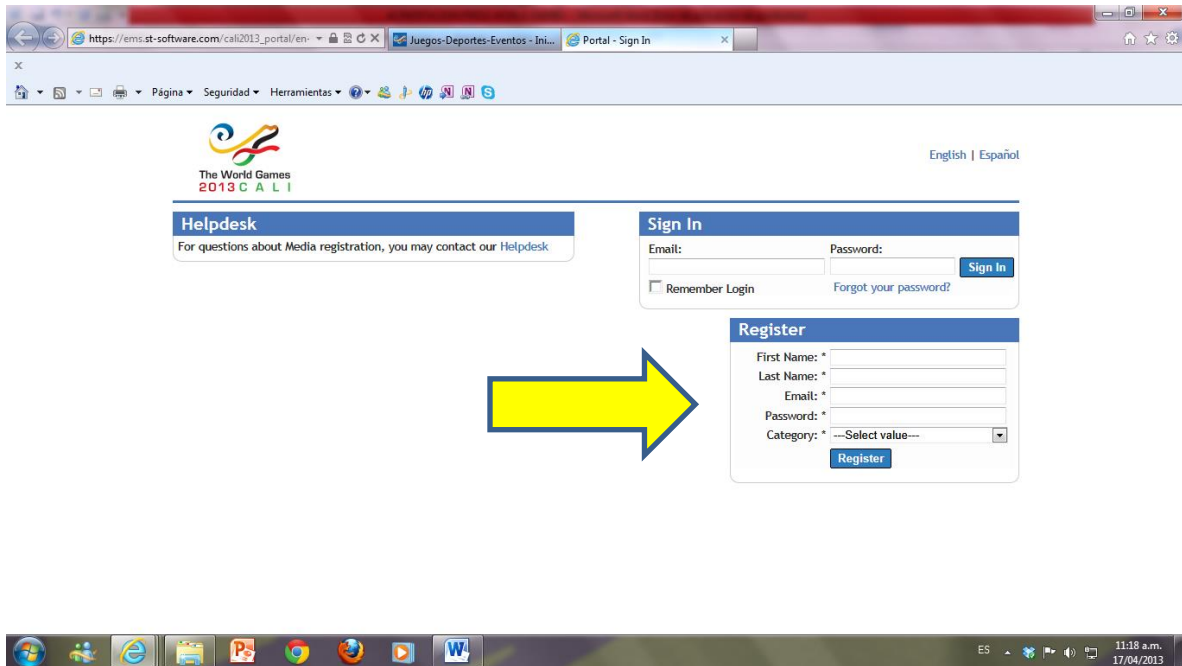 https://ems.st-software.com/cali2013_portal/en-
Juegos-Deportes-Eventos - Ini...
Portal - Sign In
x
Página
Seguridad
Herramientas
The World Games
2013 C A L I
English | Español
Helpdesk
For questions about Media registration, you may contact our Helpdesk
Sign In
Email:
Password:
Sign In
Remember Login
Forgot your password?
Register
First Name: *
Last Name: *
Email: *
Password: *
Category: * ---Select value---
Register
ES
11:18 a.m.
17/04/2013